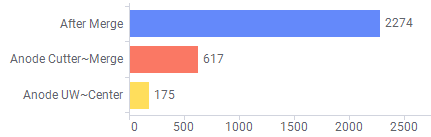 After Merge 2274
Anode Cutter~Merge 617
Anode UW~Center 175
0 500 1000 1500 2000 2500